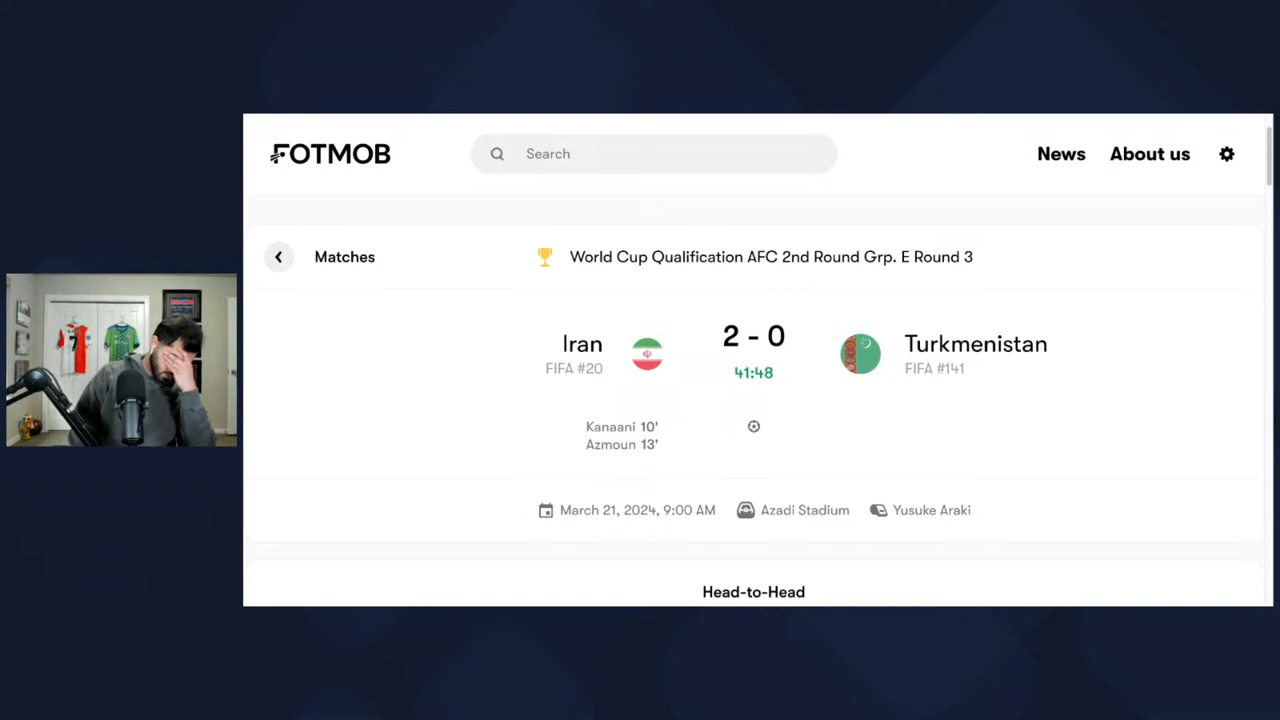 FOTMOB
Search
News
About us
Matches
World Cup Qualification AFC 2nd Round Grp. E Round 3
Iran
FIFA #20
2 - 0
41:48
Turkmenistan
FIFA #141
Kanaani 10'
Azmoun 13'
March 21, 2024, 9:00 AM
Azadi Stadium
Yusuke Araki
Head-to-Head
7